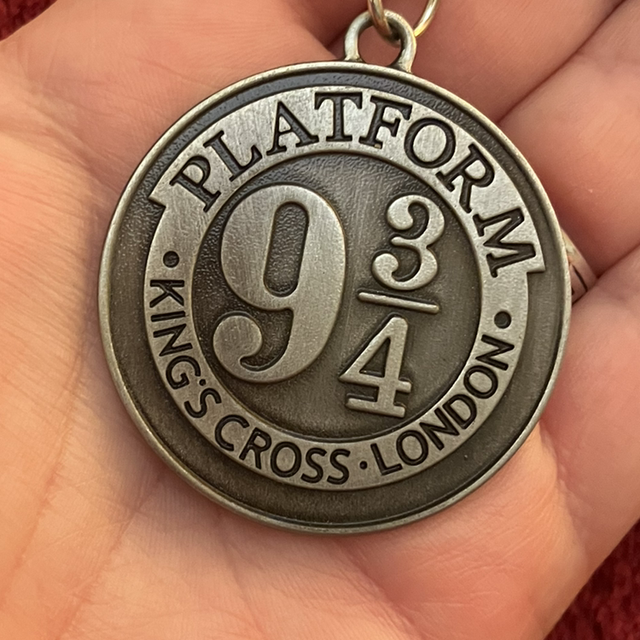 PLATFORM
9 3/4
• KING'S CROSS · LONDON •